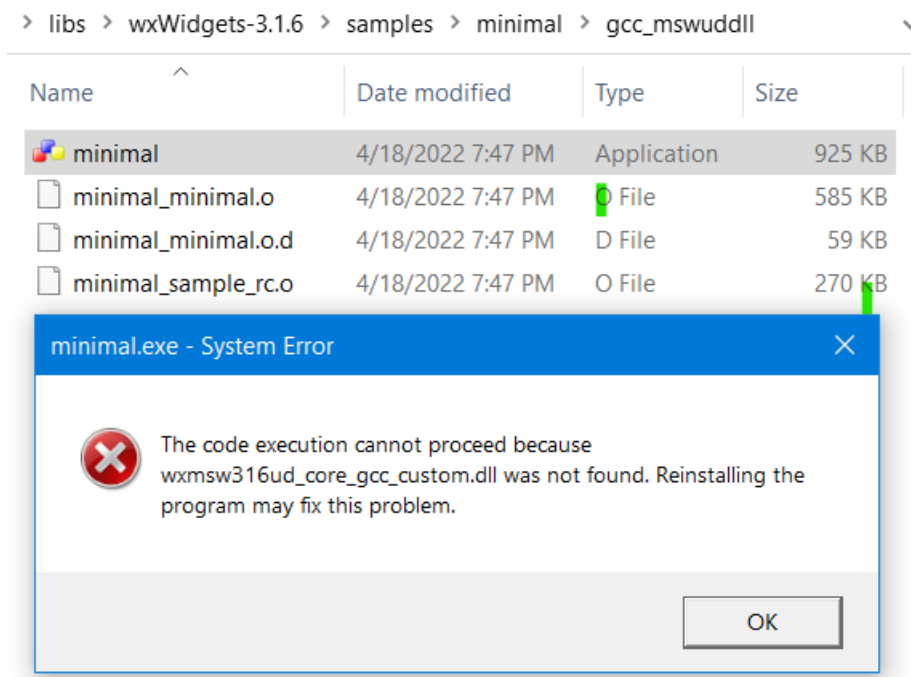 > libs > wxWidgets-3.1.6 > samples > minimal > gcc_mswuddll
Name Date modified Type Size
minimal 4/18/2022 7:47 PM Application 925 KB
minimal_minimal.o 4/18/2022 7:47 PM O File 585 KB
minimal_minimal.o.d 4/18/2022 7:47 PM D File 59 KB
minimal_sample_rc.o 4/18/2022 7:47 PM O File 270 KB
minimal.exe - System Error
The code execution cannot proceed because
wxmsw316ud_core_gcc_custom.dll was not found. Reinstalling the
program may fix this problem.
OK